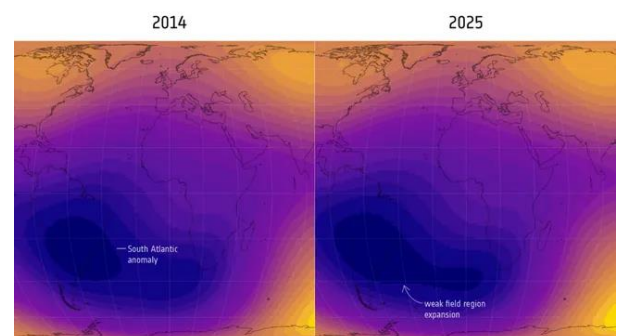 2014
2025
South Atlantic
anomaly
weak field region
expansion